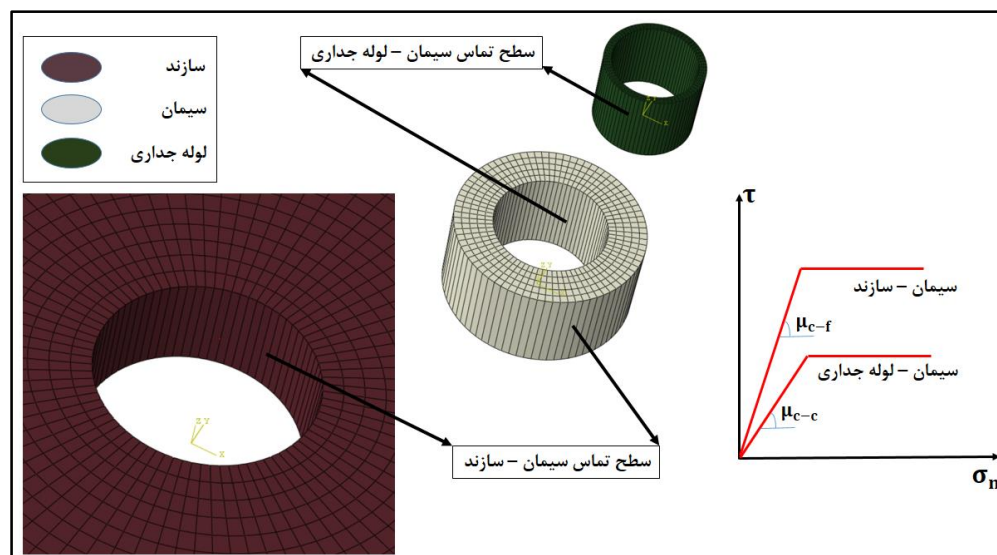 سازند
سیمان
لوله جداری
سطح تماس سیمان – لوله جداری
Z Y
X
Z Y
Z Y
X
سطح تماس سیمان – سازند
τ
سیمان – سازند
μc–f
سیمان – لوله جداری
μc–c
σn